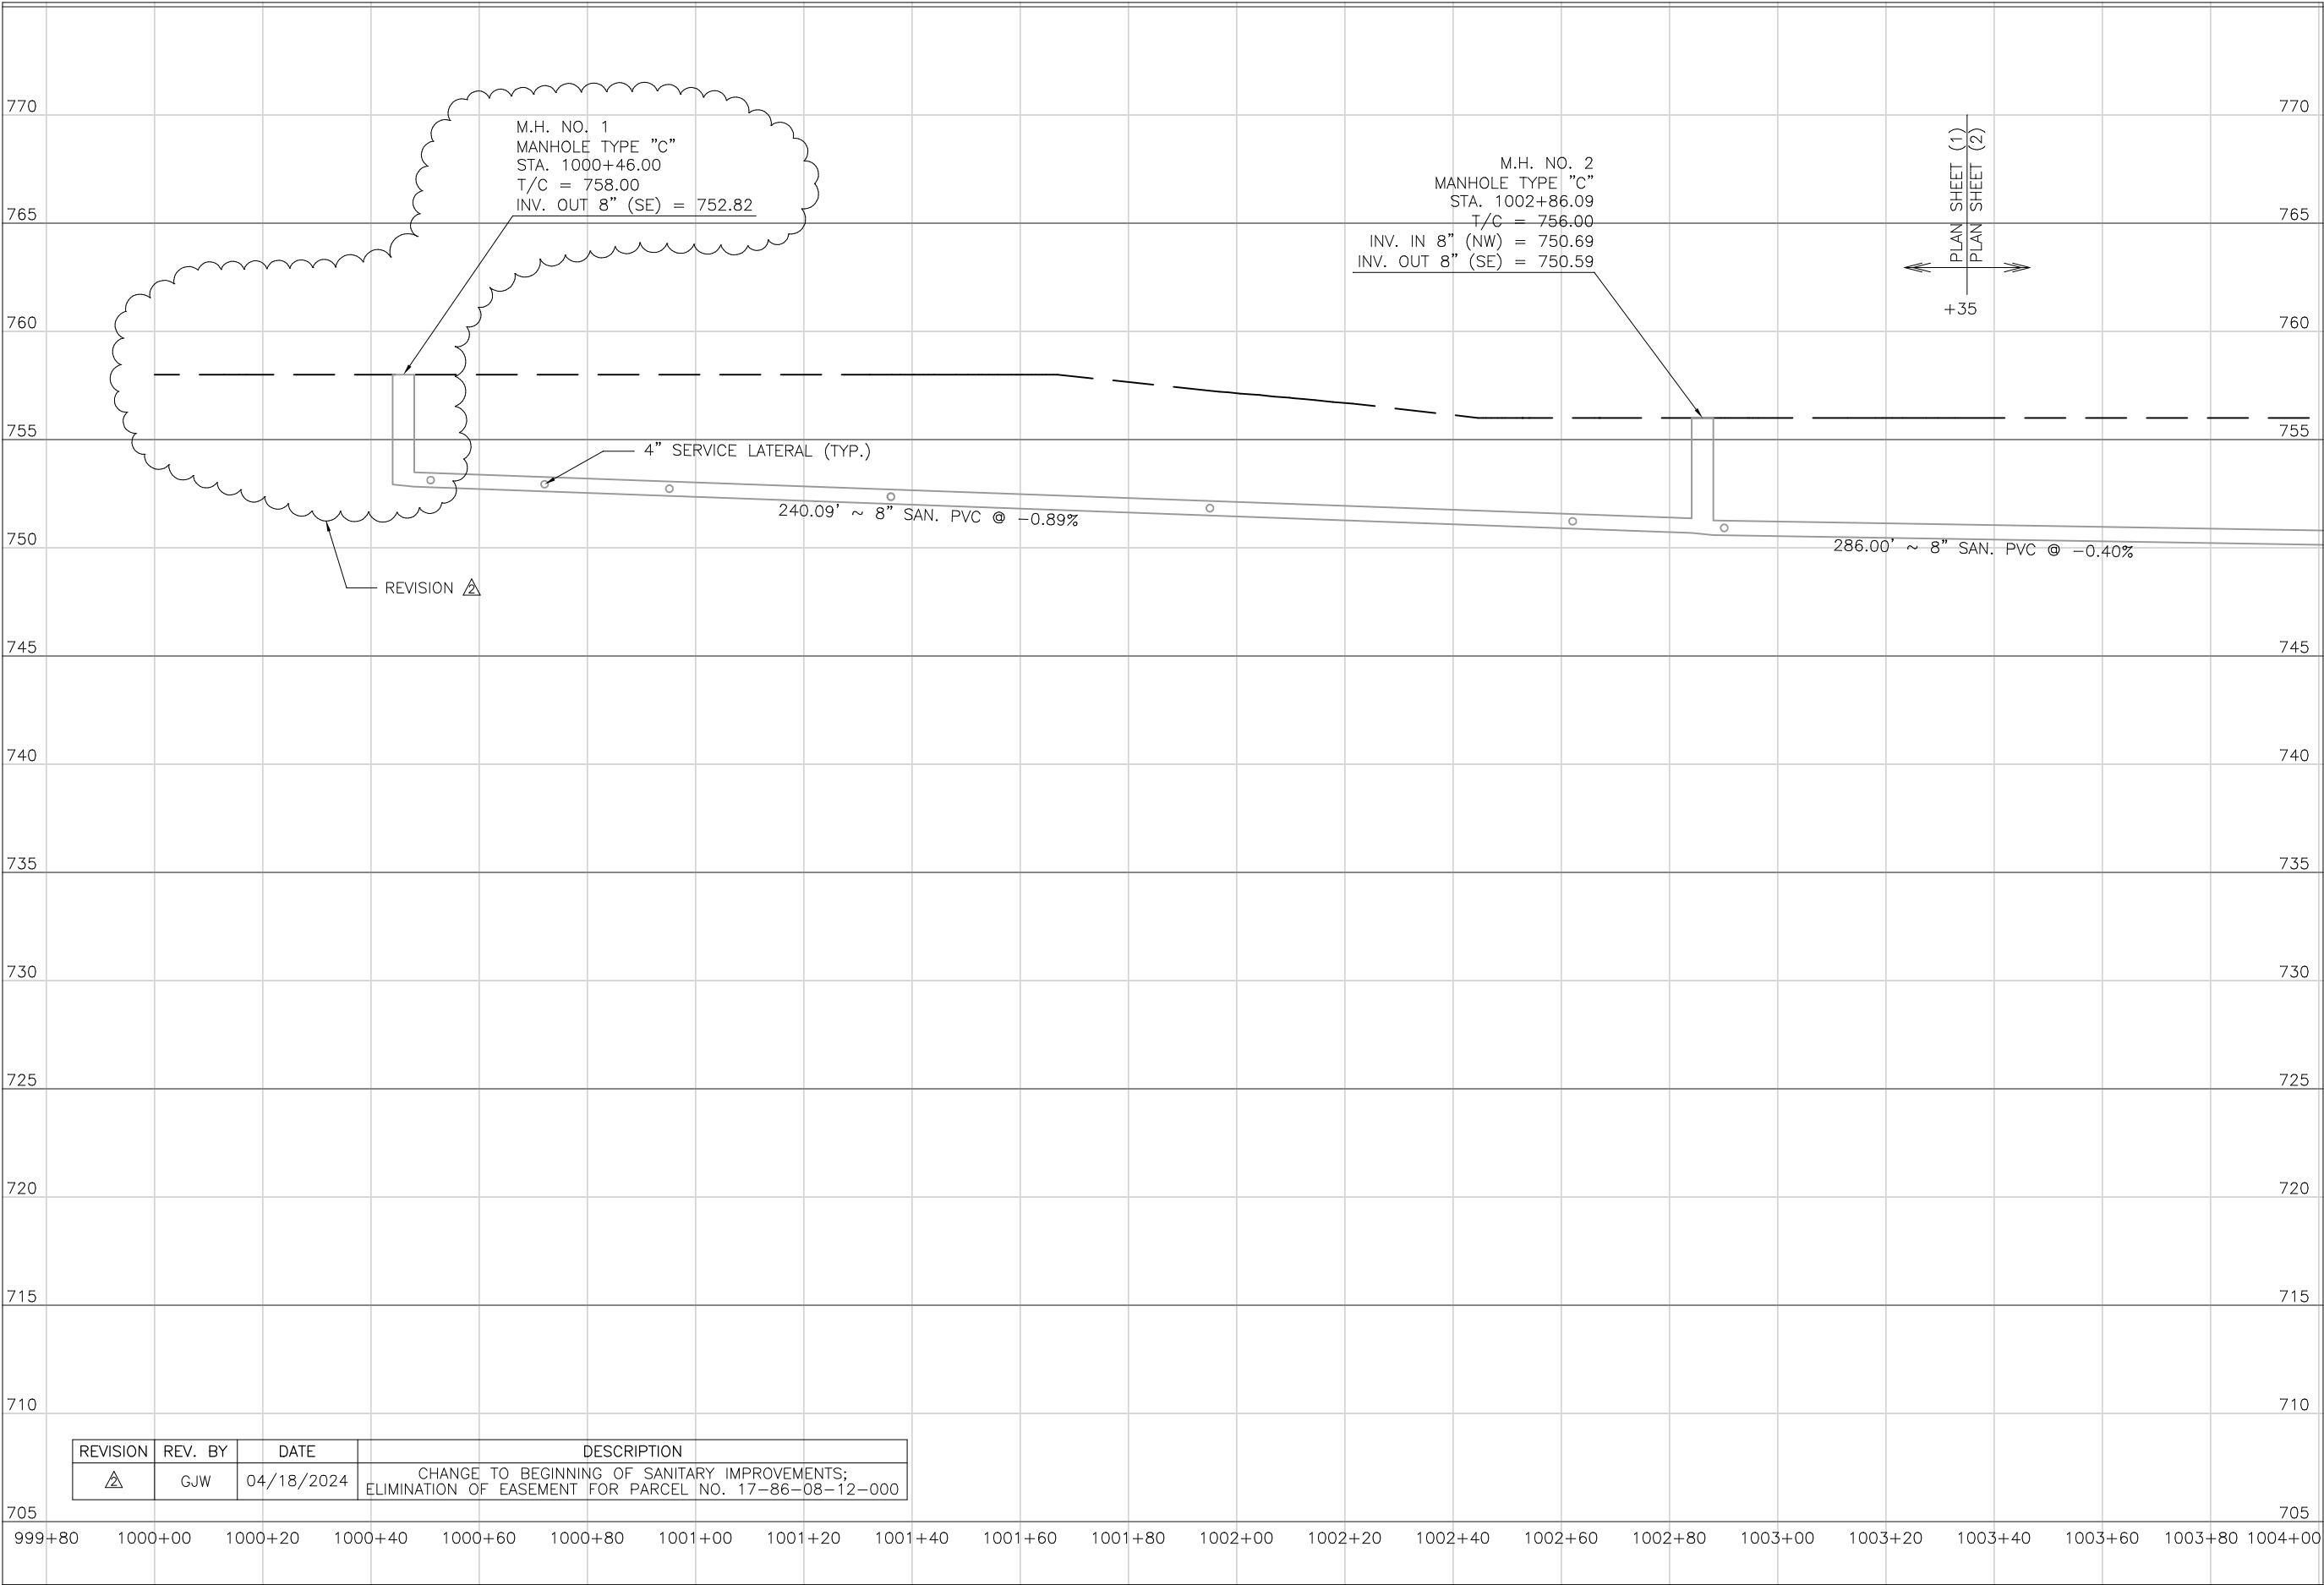 770
770
M.H. NO. 1
MANHOLE TYPE "C"
STA. 1000+46.00
T/C = 758.00
INV. OUT 8" (SE) = 752.82
M.H. NO. 2
MANHOLE TYPE "C"
STA. 1002+86.09
T/C = 756.00
INV. IN 8" (NW) = 750.69
INV. OUT 8" (SE) = 750.59
PLAN SHEET (1)
PLAN SHEET (2)
+35
765
765
760
760
755
755
4" SERVICE LATERAL (TYP.)
240.09' ~ 8" SAN. PVC @ -0.89%
286.00' ~ 8" SAN. PVC @ -0.40%
750
750
REVISION 2
745
745
740
740
735
735
730
730
725
725
720
720
715
715
710
710
REVISION REV. BY DATE DESCRIPTION
2 GJW 04/18/2024 CHANGE TO BEGINNING OF SANITARY IMPROVEMENTS;
ELIMINATION OF EASEMENT FOR PARCEL NO. 17-86-08-12-000
705
705
999+80 1000+00 1000+20 1000+40 1000+60 1000+80 1001+00 1001+20 1001+40 1001+60 1001+80 1002+00 1002+20 1002+40 1002+60 1002+80 1003+00 1003+20 1003+40 1003+60 1003+80 1004+00